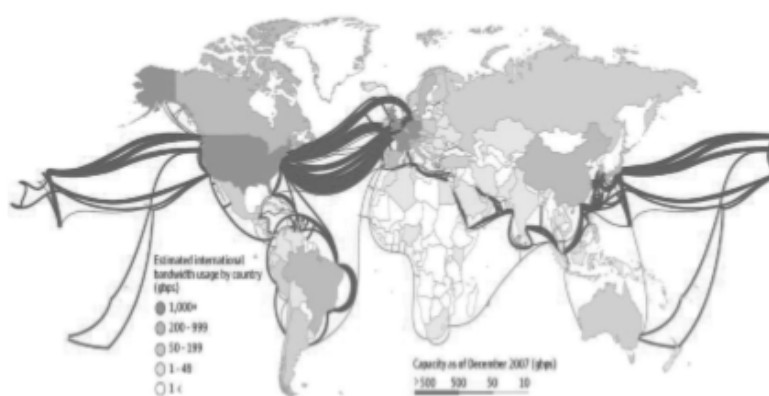 Estimated international
bandwidth usage by country
(gbps)
1,000+
200 - 999
50 - 199
1 - 48
1 <
Capacity as of December 2007 (gbps)
>500 500 50 10